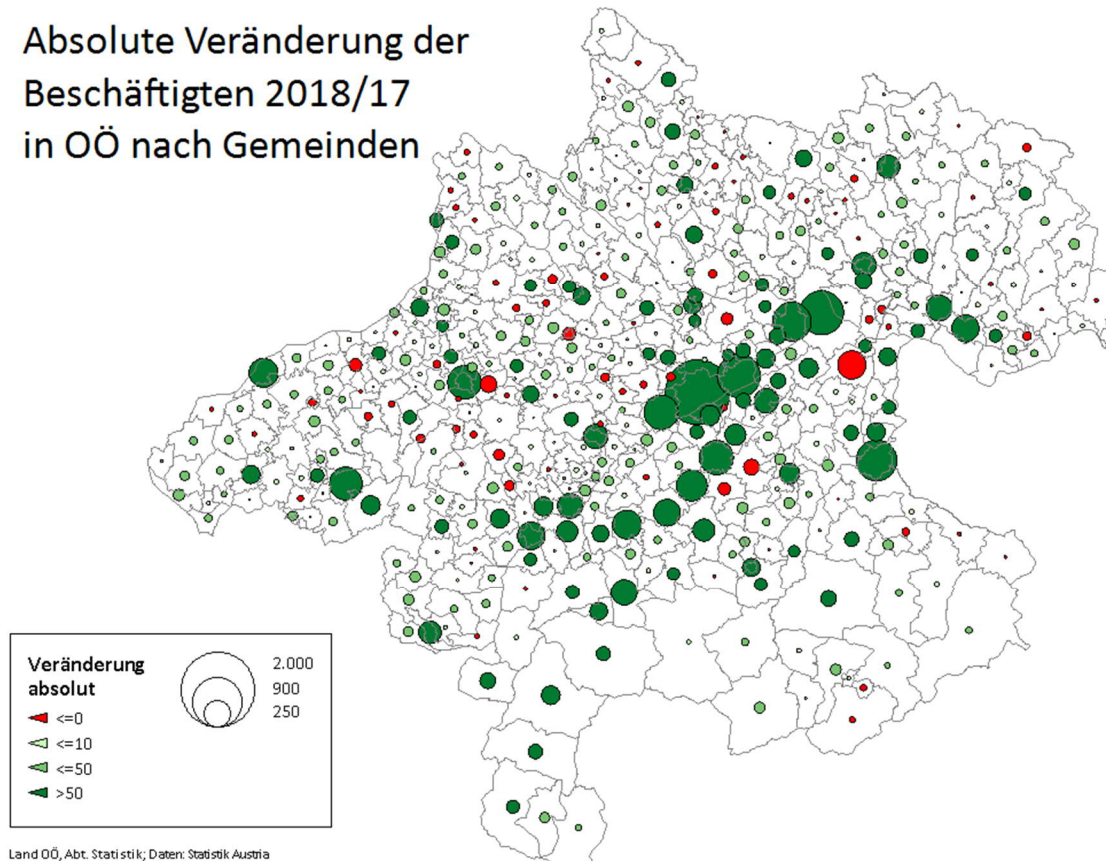 Absolute Veränderung der
Beschäftigten 2018/17
in OÖ nach Gemeinden
Veränderung
absolut
<=0
<=10
<=50
>50
2.000
900
250
Land OÖ, Abt. Statistik; Daten: Statistik Austria